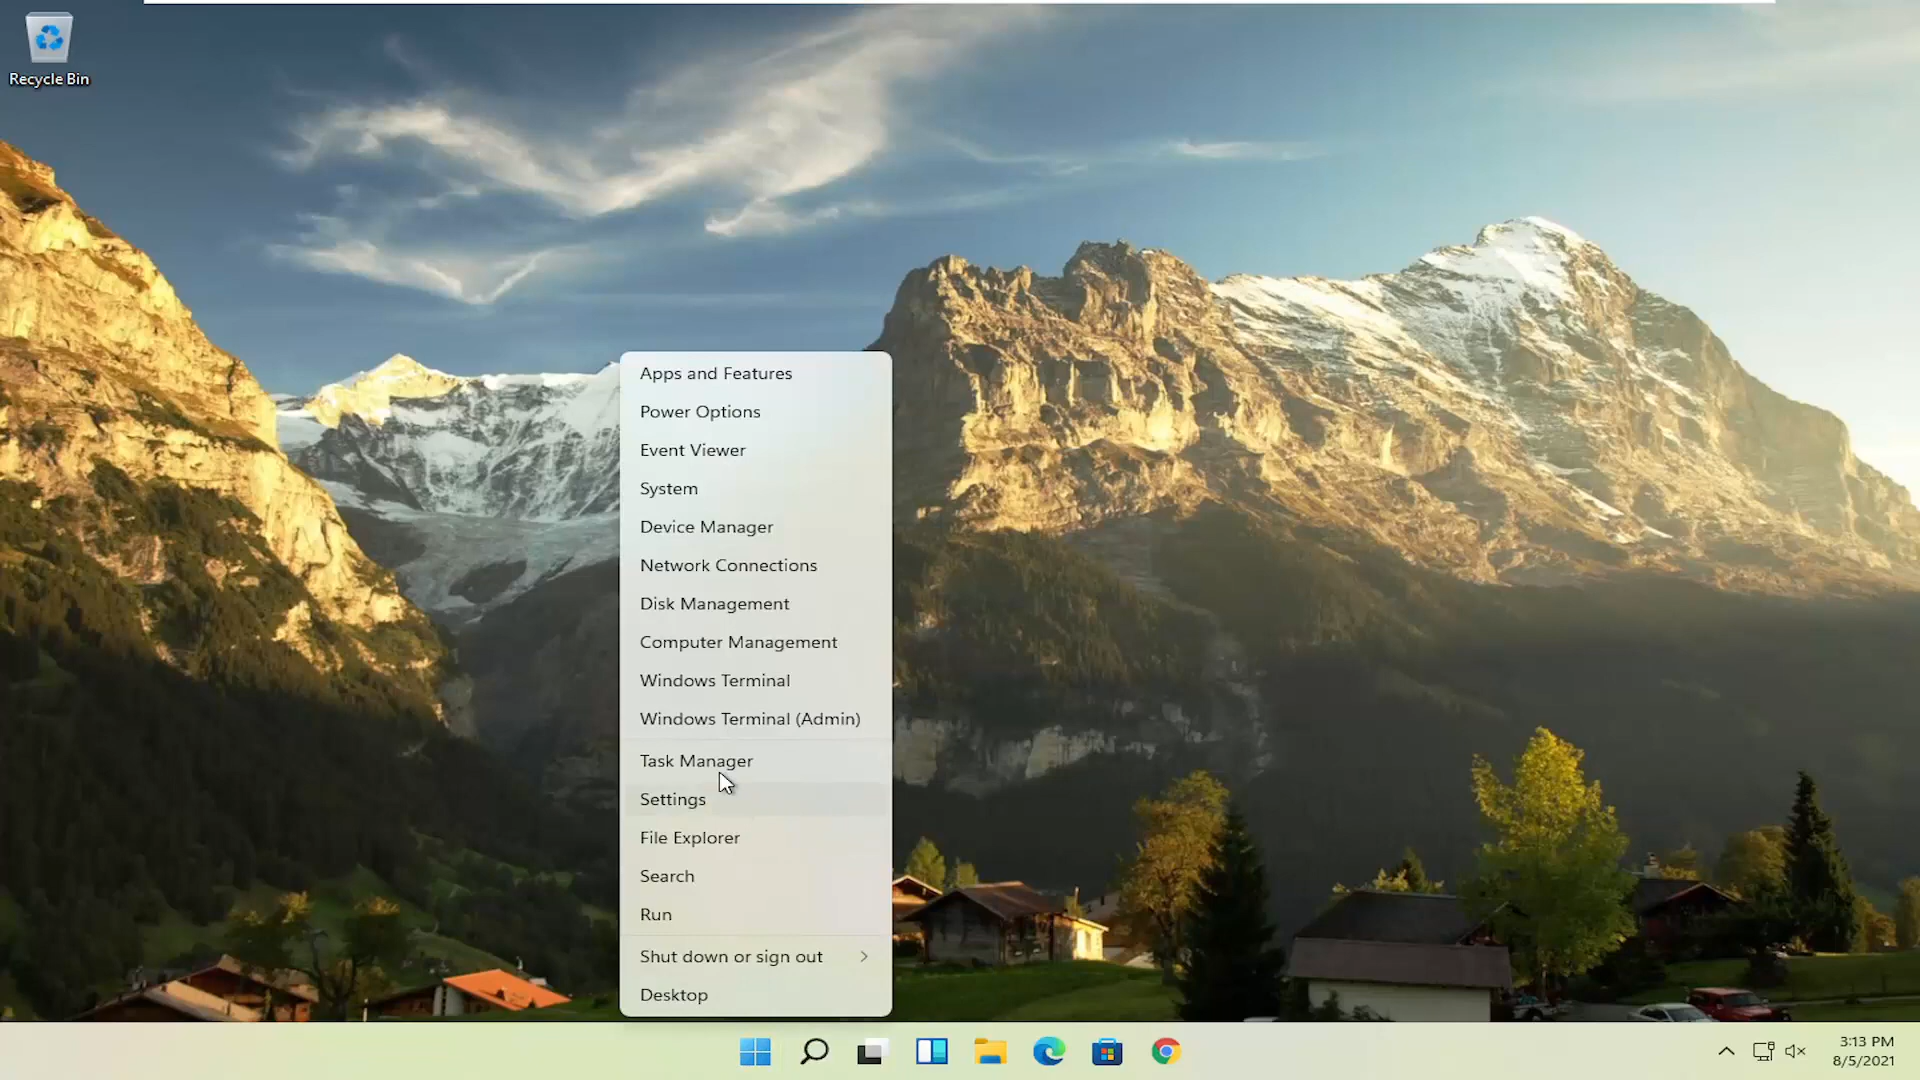 Recycle Bin
Apps and Features
Power Options
Event Viewer
System
Device Manager
Network Connections
Disk Management
Computer Management
Windows Terminal
Windows Terminal (Admin)
Task Manager
Settings
File Explorer
Search
Run
Shut down or sign out
Desktop
3:13 PM
8/5/2021